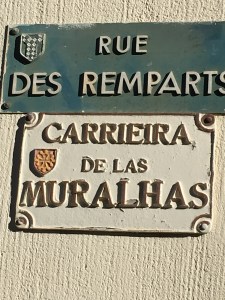 RUE
DES REMPARTS
CARRIEIRA
DE LAS
MURALHAS